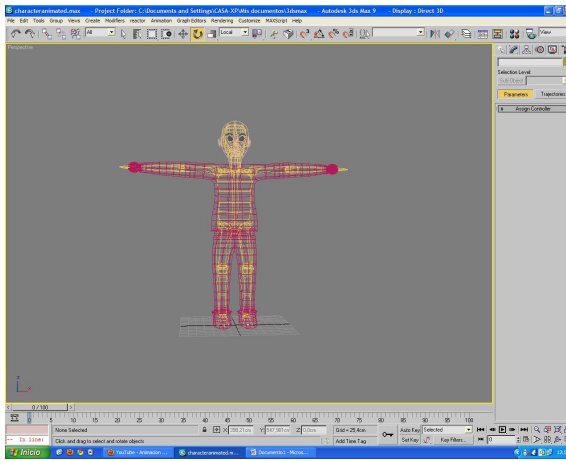 characteranimated.max - Project Folder: C:\Documents and Settings\CASA-XP\Mis documentos\3dsmax - Autodesk 3ds Max 9 - Display : Direct 3D
File Edit Tools Group Views Create Modifiers reactor Animation Graph Editors Rendering Customize MAXScript Help
All Local View
Perspective
Selection Level:
Sub-Object
Parameters Trajectories
+ Assign Controller
z
x
< 0 / 100 >
0 5 10 15 20 25 30 35 40 45 50 55 60 65 70 75 80 85 90 95 100
None Selected Grid = 25,4cm Auto Key Selected
-- In line: Click and drag to select and rotate objects Add Time Tag Set Key Key Filters... 0
Inicio YouTube - Animacion ... characteranimated.m... Documento1 - Micros...